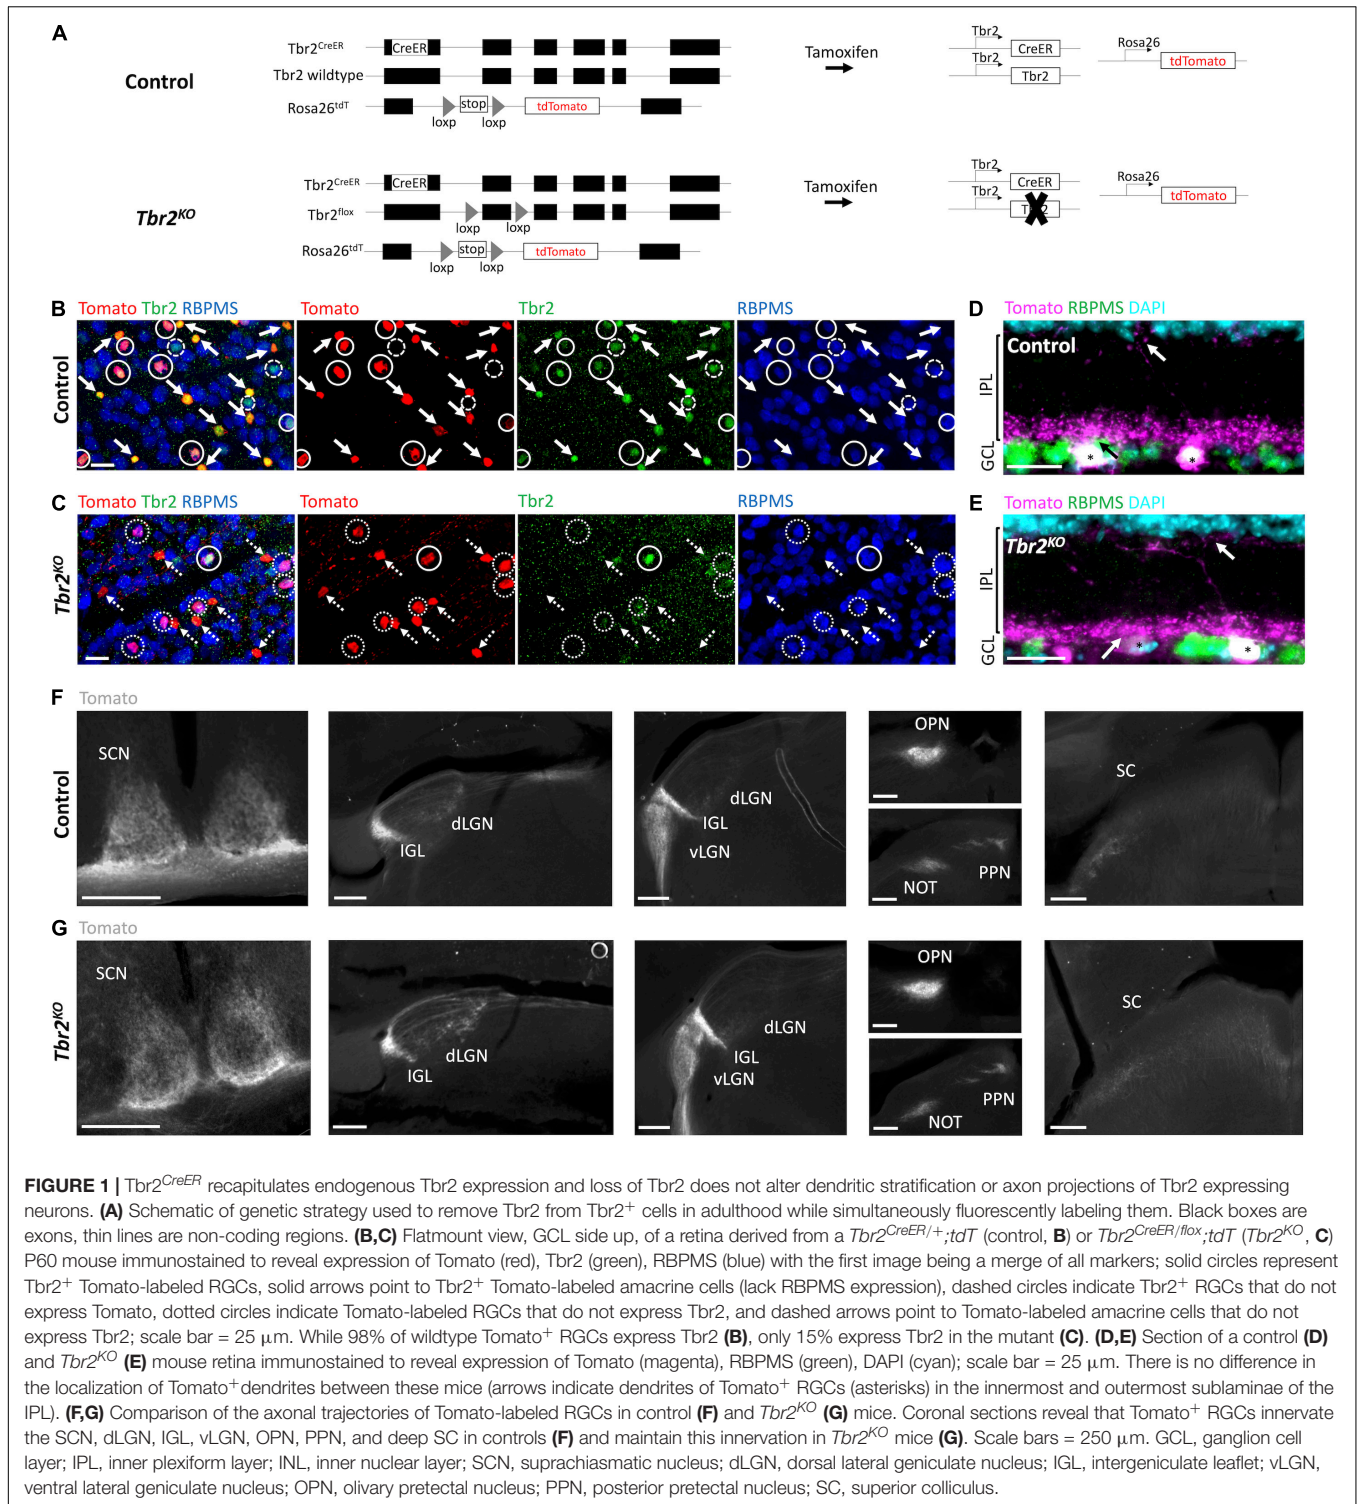 A
Control
Tbr2CreER
CreER
Tbr2 wildtype
Rosa26tdT
stop
tdTomato
loxp
loxp
Tamoxifen
Tbr2
CreER
Tbr2
Tbr2
Rosa26
tdTomato
Tbr2KO
Tbr2CreER
CreER
Tbr2flox
loxp
loxp
Rosa26tdT
stop
tdTomato
loxp
loxp
Tamoxifen
Tbr2
CreER
Tbr2
Rosa26
tdTomato
B
Tomato Tbr2 RBPMS
Tomato
Tbr2
RBPMS
Control
C
Tomato Tbr2 RBPMS
Tomato
Tbr2
RBPMS
Tbr2KO
D
Tomato RBPMS DAPI
Control
IPL
GCL
*
*
E
Tomato RBPMS DAPI
Tbr2KO
IPL
GCL
*
*
F
Tomato
Control
SCN
dLGN
IGL
dLGN
IGL
vLGN
OPN
NOT
PPN
SC
G
Tomato
Tbr2KO
SCN
dLGN
IGL
dLGN
IGL
vLGN
OPN
PPN
NOT
SC
FIGURE 1 | Tbr2CreER recapitulates endogenous Tbr2 expression and loss of Tbr2 does not alter dendritic stratification or axon projections of Tbr2 expressing
neurons. (A) Schematic of genetic strategy used to remove Tbr2 from Tbr2+ cells in adulthood while simultaneously fluorescently labeling them. Black boxes are
exons, thin lines are non-coding regions. (B,C) Flatmount view, GCL side up, of a retina derived from a Tbr2CreER/+;tdT (control, B) or Tbr2CreER/flox;tdT (Tbr2KO, C)
P60 mouse immunostained to reveal expression of Tomato (red), Tbr2 (green), RBPMS (blue) with the first image being a merge of all markers; solid circles represent
Tbr2+ Tomato-labeled RGCs, solid arrows point to Tbr2+ Tomato-labeled amacrine cells (lack RBPMS expression), dashed circles indicate Tbr2+ RGCs that do not
express Tomato, dotted circles indicate Tomato-labeled RGCs that do not express Tbr2, and dashed arrows point to Tomato-labeled amacrine cells that do not
express Tbr2; scale bar = 25 μm. While 98% of wildtype Tomato+ RGCs express Tbr2 (B), only 15% express Tbr2 in the mutant (C). (D,E) Section of a control (D)
and Tbr2KO (E) mouse retina immunostained to reveal expression of Tomato (magenta), RBPMS (green), DAPI (cyan); scale bar = 25 μm. There is no difference in
the localization of Tomato+dendrites between these mice (arrows indicate dendrites of Tomato+ RGCs (asterisks) in the innermost and outermost sublaminae of the
IPL). (F,G) Comparison of the axonal trajectories of Tomato-labeled RGCs in control (F) and Tbr2KO (G) mice. Coronal sections reveal that Tomato+ RGCs innervate
the SCN, dLGN, IGL, vLGN, OPN, PPN, and deep SC in controls (F) and maintain this innervation in Tbr2KO mice (G). Scale bars = 250 μm. GCL, ganglion cell
layer; IPL, inner plexiform layer; INL, inner nuclear layer; SCN, suprachiasmatic nucleus; dLGN, dorsal lateral geniculate nucleus; IGL, intergeniculate leaflet; vLGN,
ventral lateral geniculate nucleus; OPN, olivary pretectal nucleus; PPN, posterior pretectal nucleus; SC, superior colliculus.